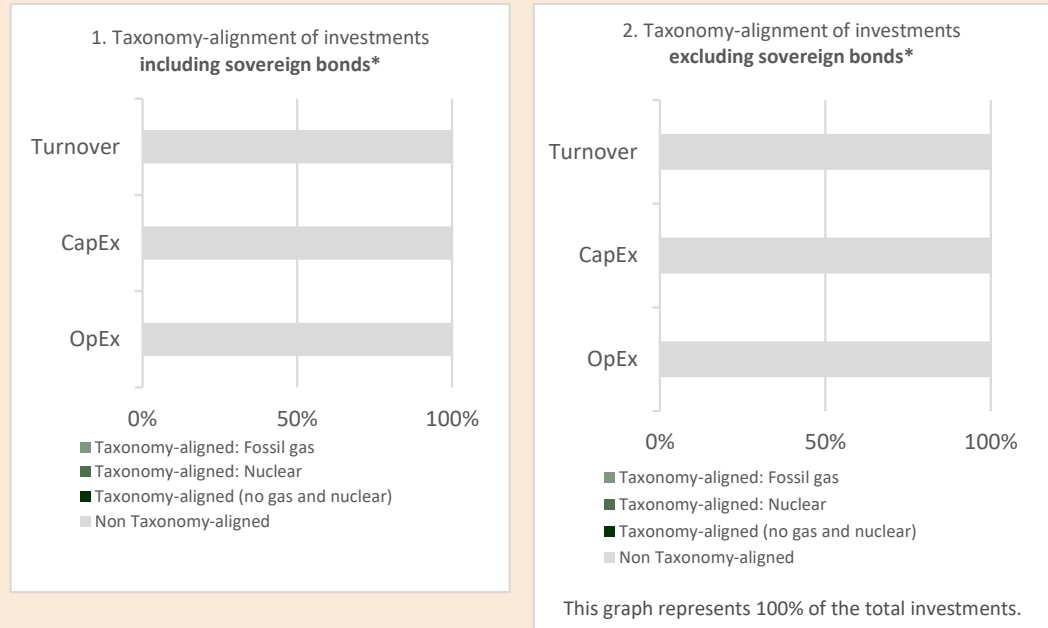 1. Taxonomy-alignment of investments
including sovereign bonds*
Turnover
CapEx
OpEx
0%
50%
100%
Taxonomy-aligned: Fossil gas
Taxonomy-aligned: Nuclear
Taxonomy-aligned (no gas and nuclear)
Non Taxonomy-aligned
2. Taxonomy-alignment of investments
excluding sovereign bonds*
Turnover
CapEx
OpEx
0%
50%
100%
Taxonomy-aligned: Fossil gas
Taxonomy-aligned: Nuclear
Taxonomy-aligned (no gas and nuclear)
Non Taxonomy-aligned
This graph represents 100% of the total investments.